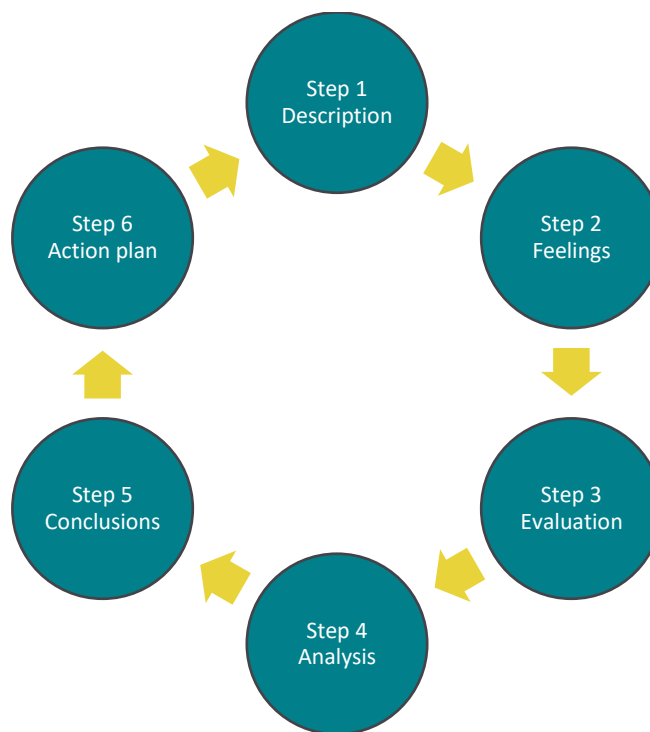 Step 1
Description
Step 2
Feelings
Step 3
Evaluation
Step 4
Analysis
Step 5
Conclusions
Step 6
Action plan